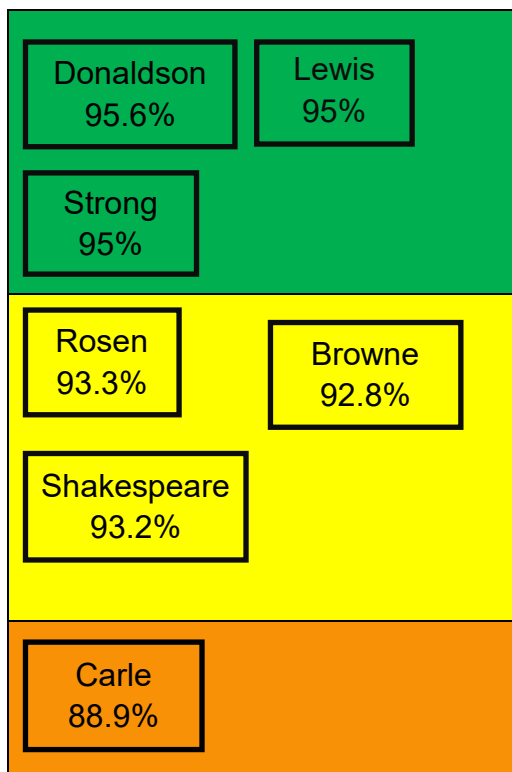 Donaldson
95.6%
Lewis
95%
Strong
95%
Rosen
93.3%
Browne
92.8%
Shakespeare
93.2%
Carle
88.9%